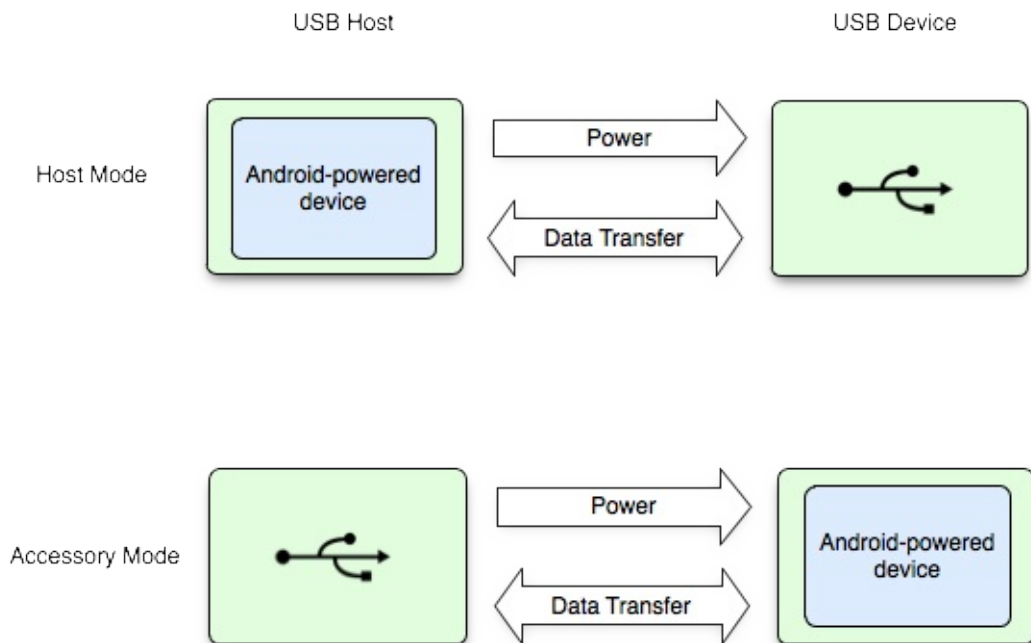 USB Host
USB Device
Host Mode
Android-powered
device
Power
Data Transfer
Accessory Mode
Power
Data Transfer
Android-powered
device